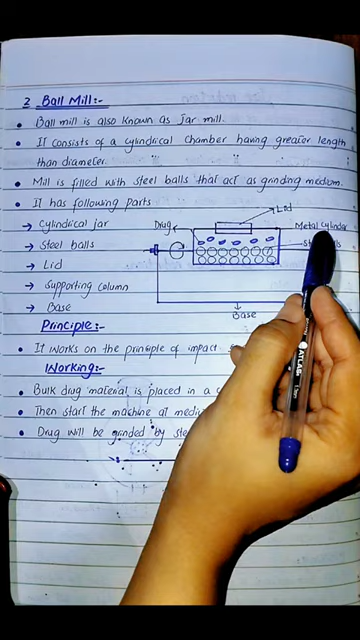 2 Ball Mill:-
• Ball mill is also known as Jar mill.
• It consists of a cylindrical Chamber having greater length
than diameter.
• Mill is filled with steel balls that act as grinding medium.
• It has following parts
→ Cylindrical jar
→ Steel balls
→ Lid
→ Supporting column
→ Base
Drug
Lid
Metal Cylinder
Base
Principle:-
• It works on the principle of impact
Working:-
• Bulk drug material is placed in a
• Then start the machine at
• Drug will be grinded by
ATLAS